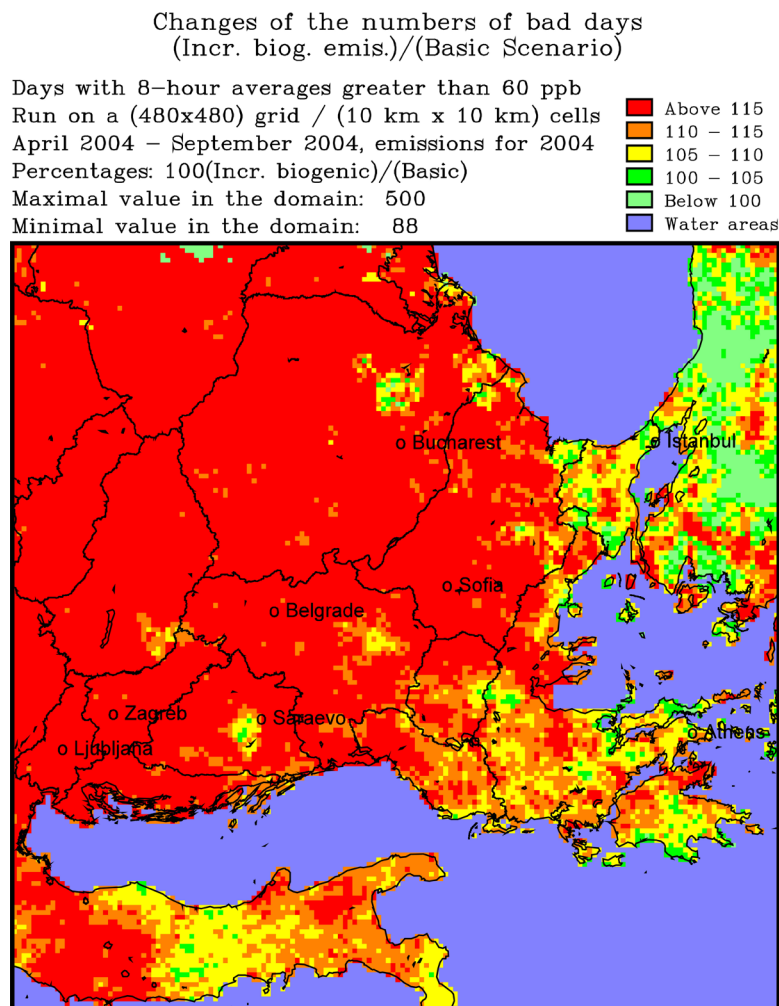 Changes of the numbers of bad days
(Incr. biog. emis.)/(Basic Scenario)
Days with 8-hour averages greater than 60 ppb
Run on a (480x480) grid / (10 km x 10 km) cells
April 2004 - September 2004, emissions for 2004
Percentages: 100(Incr. biogenic)/(Basic)
Maximal value in the domain: 500
Minimal value in the domain: 88
Above 115
110 - 115
105 - 110
100 - 105
Below 100
Water areas
Bucharest
Istanbul
Sofia
Belgrade
Zagreb
Saraevo
Ljubljana
Athens